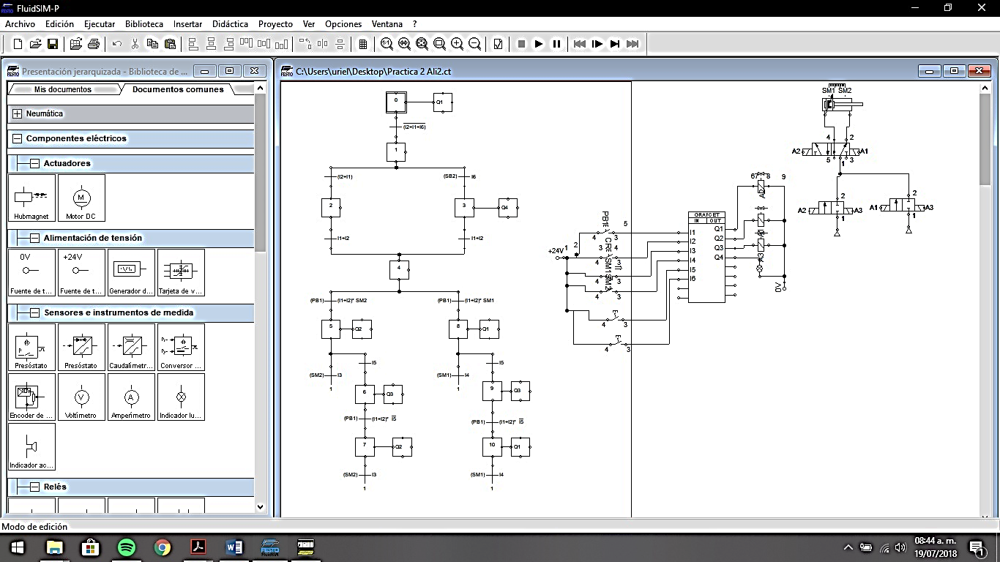 FluidSIM-P
Archivo Edición Ejecutar Biblioteca Insertar Didáctica Proyecto Ver Opciones Ventana ?
Presentación jerarquizada - Biblioteca de ...
Mis documentos Documentos comunes
Neumática
Componentes eléctricos
Actuadores
Hubmagnet Motor DC
Alimentación de tensión
0V +24V
Fuente de t... Fuente de t... Generador d... Tarjeta de v...
Sensores e instrumentos de medida
Presóstato Presóstato Caudalímetr... Conversor ...
Encoder de ... Voltímetro Amperímetro Indicador lu...
Indicador ac...
Relés
C:\Users\uriel\Desktop\Practica 2 Ali2.ct
0 Q1
(I2+I1+I6)
1
(I2+I1) (SB2) I6
2 3 Q4
I1+I2 I1+I2
4
(PB1) (I1+I2)* SM2 (PB1) (I1+I2)* SM1
5 Q2 8 Q1
I5 I5
(SM2) I3 (SM1) I4
1 6 Q3 1 9 Q3
(PB1) (I1+I2)* I5 (PB1) (I1+I2)* I5
7 Q2 10 Q1
(SM2) I3 (SM1) I4
1 1
SM1 SM2
4 2
A2 A1
5 1 3
2 2
A2 A3 A1 A3
1 1
67 8 9
A2
PB1 5
4 3
+24V 1 2
3 4
SM1
SM2
4 3
4 3
4 3
4 3
GRAFCET
IN OUT
I1 Q1
I2 Q2
I3 Q3
I4 Q4
I5
I6
A3
0V
Modo de edición
08:44 a. m.
19/07/2018